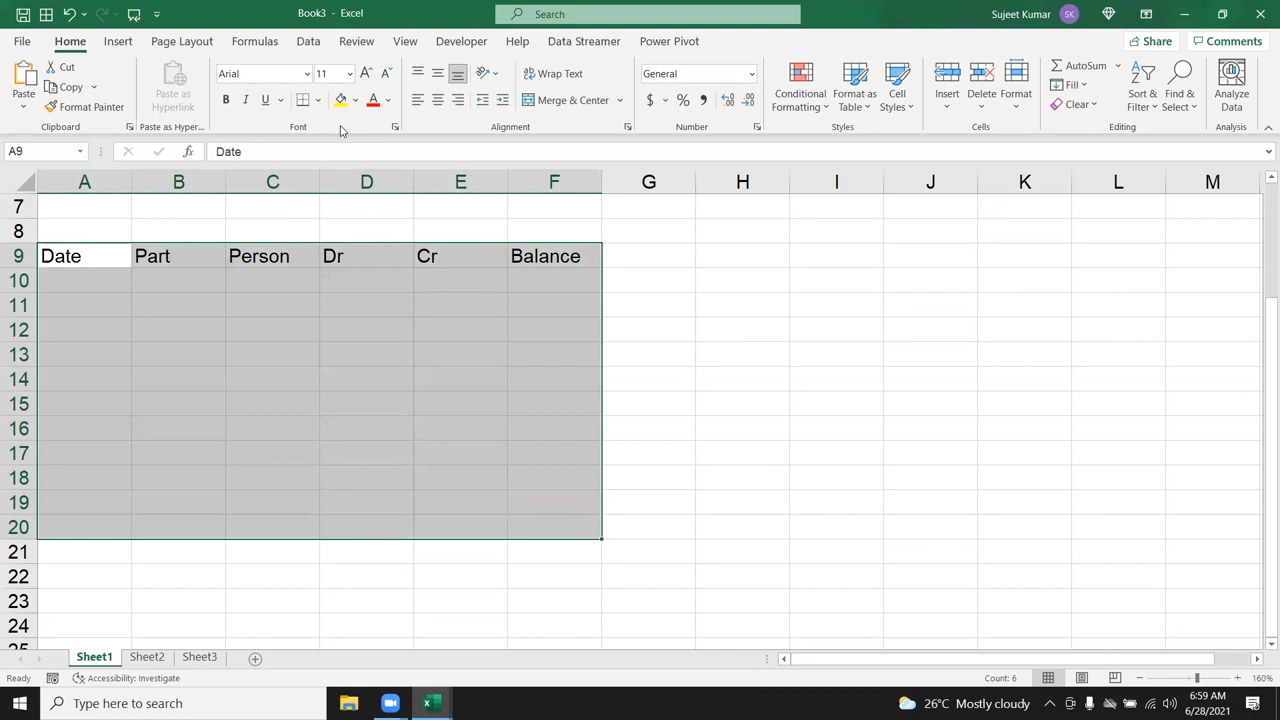 Book3 - Excel
Search
Sujeet Kumar
SK
File
Home
Insert
Page Layout
Formulas
Data
Review
View
Developer
Help
Data Streamer
Power Pivot
Share
Comments
Paste
Cut
Copy
Format Painter
Clipboard
Paste as
Hyperlink
Paste as Hyper...
Arial
11
B
I
U
A
Font
Wrap Text
Merge & Center
Alignment
General
$
%
Number
Conditional
Formatting
Format as
Table
Cell
Styles
Styles
Insert
Delete
Format
Cells
AutoSum
Fill
Clear
Sort &
Filter
Find &
Select
Editing
Analyze
Data
Analysis
A9
fx
Date
A B C D E F G H I J K L M
7
8
9 Date Part Person Dr Cr Balance
10
11
12
13
14
15
16
17
18
19
20
21
22
23
24
25
Sheet1
Sheet2
Sheet3
Ready
Accessibility: Investigate
Count: 6
160%
Type here to search
26°C Mostly cloudy
6:59 AM
6/28/2021